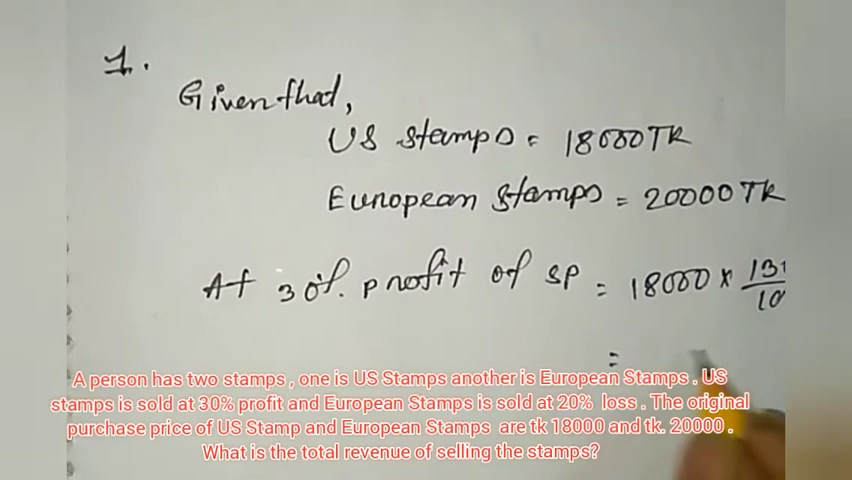 1.
Given that,
US stamps = 18000TK
European stamps = 20000TK
At 30% profit of SP = 18000 ×
=
A person has two stamps , one is US Stamps another is European Stamps . US
stamps is sold at 30% profit and European Stamps is sold at 20% loss . The original
purchase price of US Stamp and European Stamps are tk 18000 and tk. 20000 .
What is the total revenue of selling the stamps?